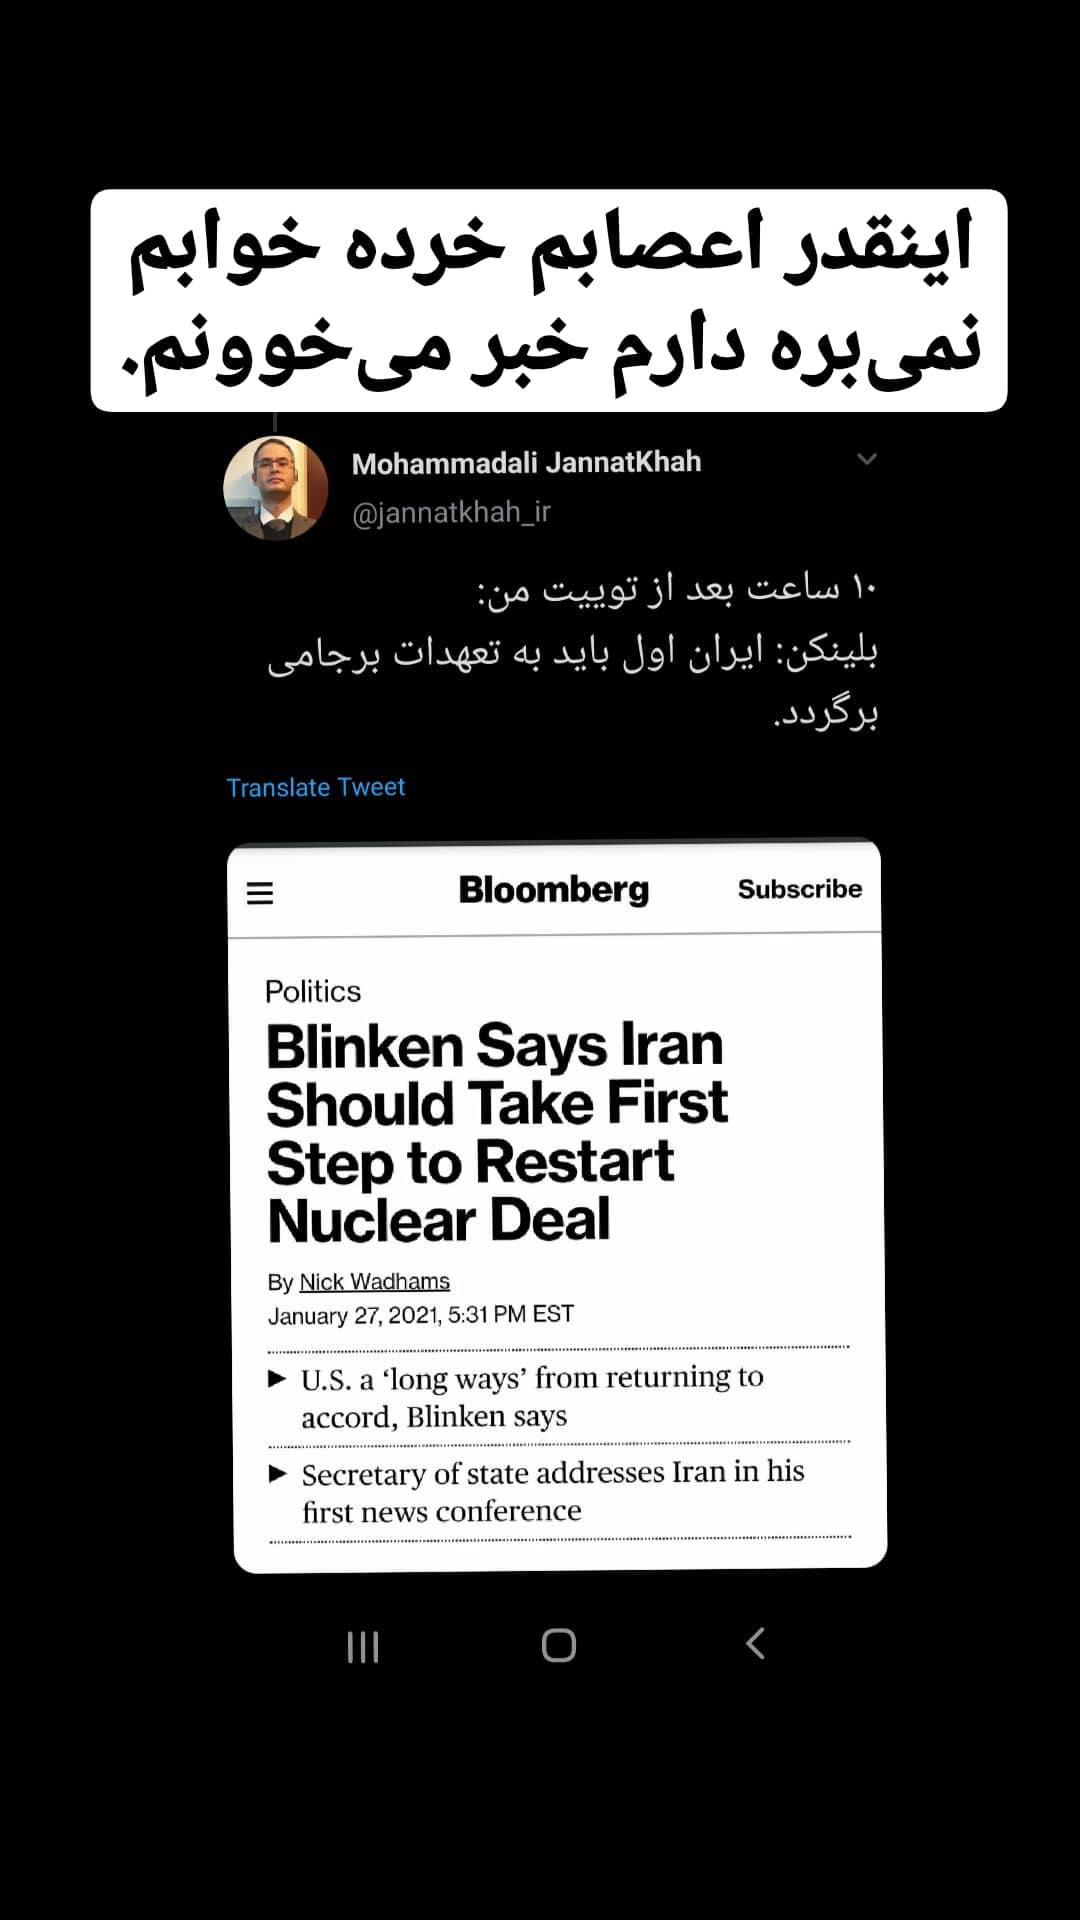 اینقدر اعصابم خرده خوابم
نمی‌بره دارم خبر می‌خوونم.
Mohammadali JannatKhah
@jannatkhah_ir
۱۰ ساعت بعد از توییت من:
بلینکن: ایران اول باید به تعهدات برجامی
برگردد.
Translate Tweet
Bloomberg
Subscribe
Politics
Blinken Says Iran
Should Take First
Step to Restart
Nuclear Deal
By Nick Wadhams
January 27, 2021, 5:31 PM EST
U.S. a ‘long ways’ from returning to
accord, Blinken says
Secretary of state addresses Iran in his
first news conference